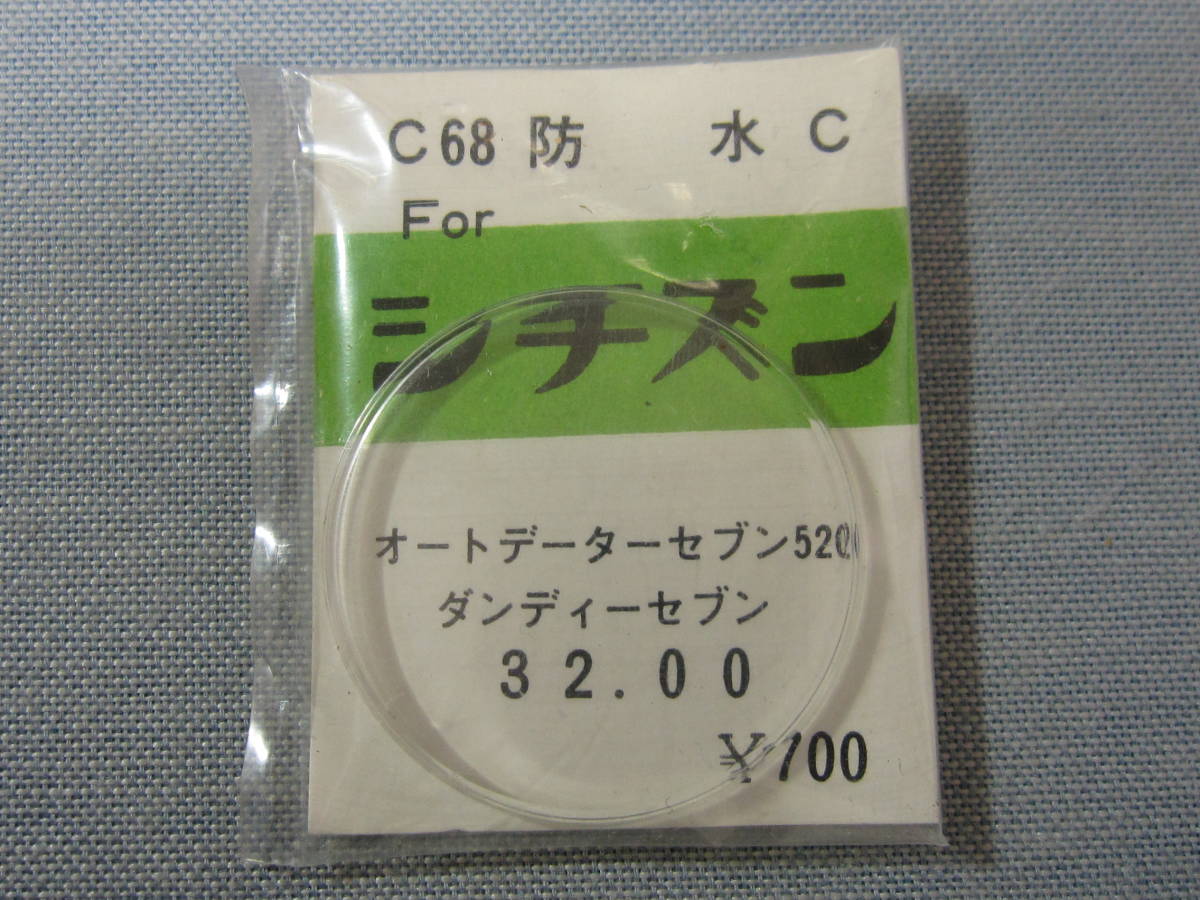 C68 防 水 C
For
シチズン
オートデーターセブン5200
ダンディーセブン
32.00
¥700